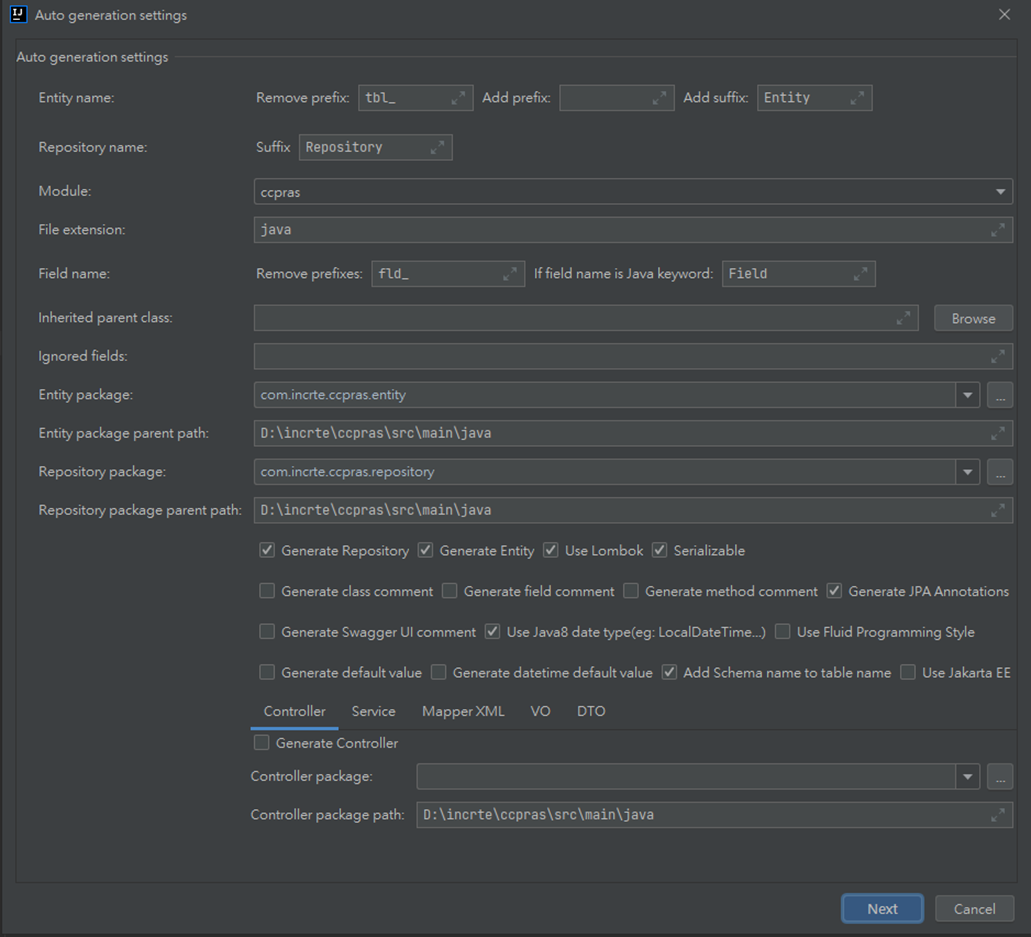 IJ Auto generation settings
Auto generation settings
Entity name: Remove prefix: tbl_ Add prefix: Add suffix: Entity
Repository name: Suffix Repository
Module: ccpras
File extension: java
Field name: Remove prefixes: fld_ If field name is Java keyword: Field
Inherited parent class: Browse
Ignored fields:
Entity package: com.incrte.ccpras.entity ...
Entity package parent path: D:\incrte\ccpras\src\main\java
Repository package: com.incrte.ccpras.repository ...
Repository package parent path: D:\incrte\ccpras\src\main\java
Generate Repository Generate Entity Use Lombok Serializable
Generate class comment Generate field comment Generate method comment Generate JPA Annotations
Generate Swagger UI comment Use Java8 date type(eg: LocalDateTime...) Use Fluid Programming Style
Generate default value Generate datetime default value Add Schema name to table name Use Jakarta EE
Controller Service Mapper XML VO DTO
Generate Controller
Controller package: ...
Controller package path: D:\incrte\ccpras\src\main\java
Next Cancel